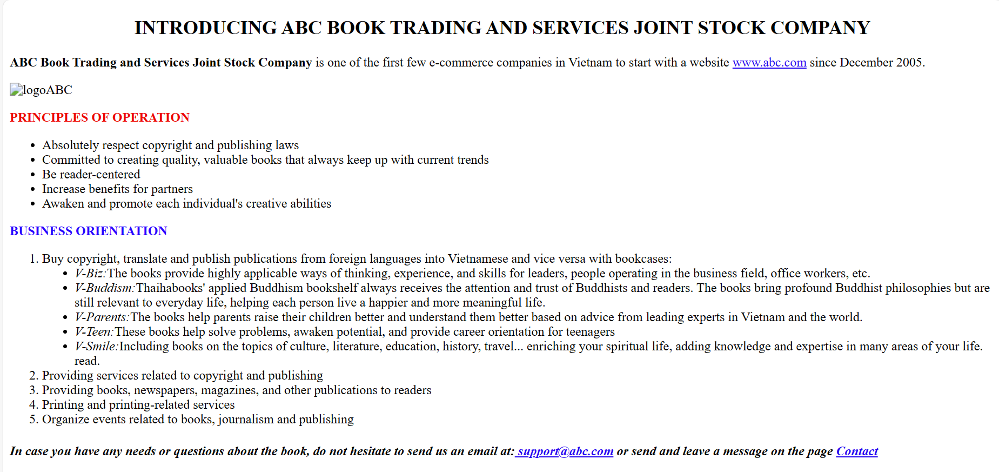 INTRODUCING ABC BOOK TRADING AND SERVICES JOINT STOCK COMPANY
ABC Book Trading and Services Joint Stock Company is one of the first few e-commerce companies in Vietnam to start with a website www.abc.com since December 2005.
logoABC
PRINCIPLES OF OPERATION
• Absolutely respect copyright and publishing laws
• Committed to creating quality, valuable books that always keep up with current trends
• Be reader-centered
• Increase benefits for partners
• Awaken and promote each individual's creative abilities
BUSINESS ORIENTATION
1. Buy copyright, translate and publish publications from foreign languages into Vietnamese and vice versa with bookcases:
• V-Biz:The books provide highly applicable ways of thinking, experience, and skills for leaders, people operating in the business field, office workers, etc.
• V-Buddism:Thaihabooks' applied Buddhism bookshelf always receives the attention and trust of Buddhists and readers. The books bring profound Buddhist philosophies but are
still relevant to everyday life, helping each person live a happier and more meaningful life.
• V-Parents:The books help parents raise their children better and understand them better based on advice from leading experts in Vietnam and the world.
• V-Teen:These books help solve problems, awaken potential, and provide career orientation for teenagers
• V-Smile:Including books on the topics of culture, literature, education, history, travel... enriching your spiritual life, adding knowledge and expertise in many areas of your life.
read.
2. Providing services related to copyright and publishing
3. Providing books, newspapers, magazines, and other publications to readers
4. Printing and printing-related services
5. Organize events related to books, journalism and publishing
In case you have any needs or questions about the book, do not hesitate to send us an email at: support@abc.com or send and leave a message on the page Contact